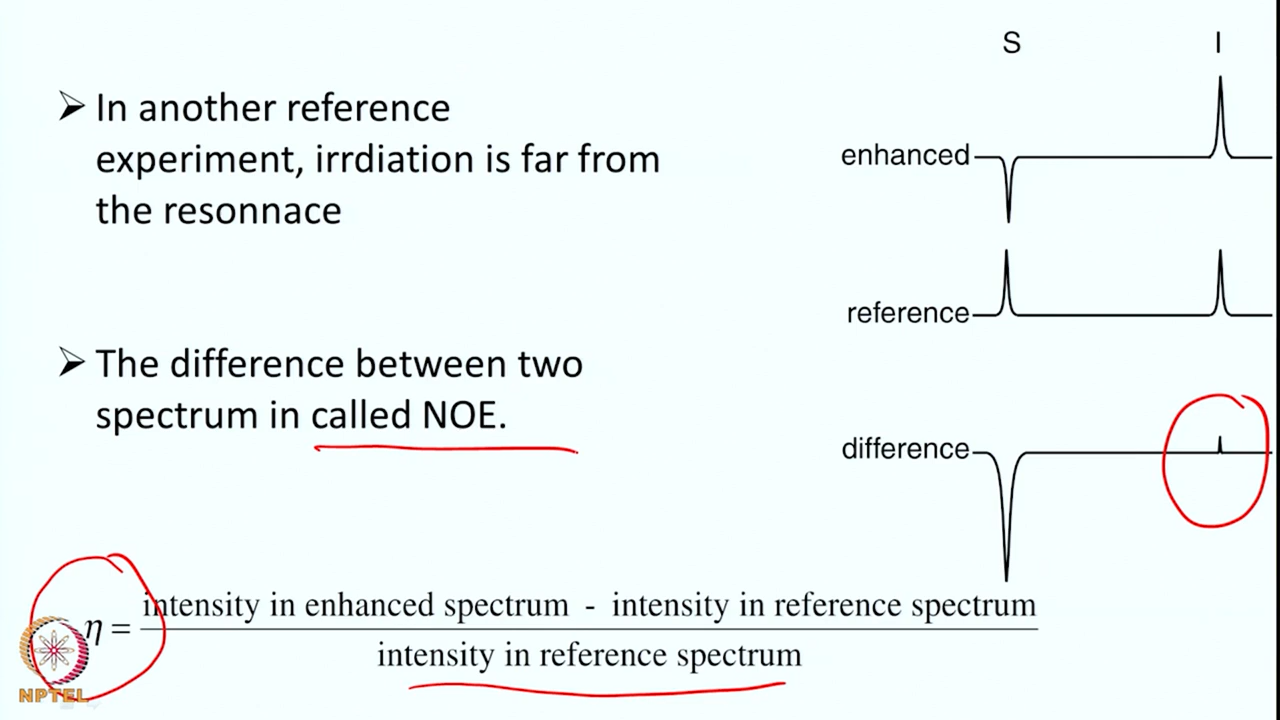 S I
➢ In another reference
experiment, irrdiation is far from
the resonnace
enhanced
reference
➢ The difference between two
spectrum in called NOE.
difference
η = intensity in enhanced spectrum - intensity in reference spectrum
intensity in reference spectrum
NPTEL